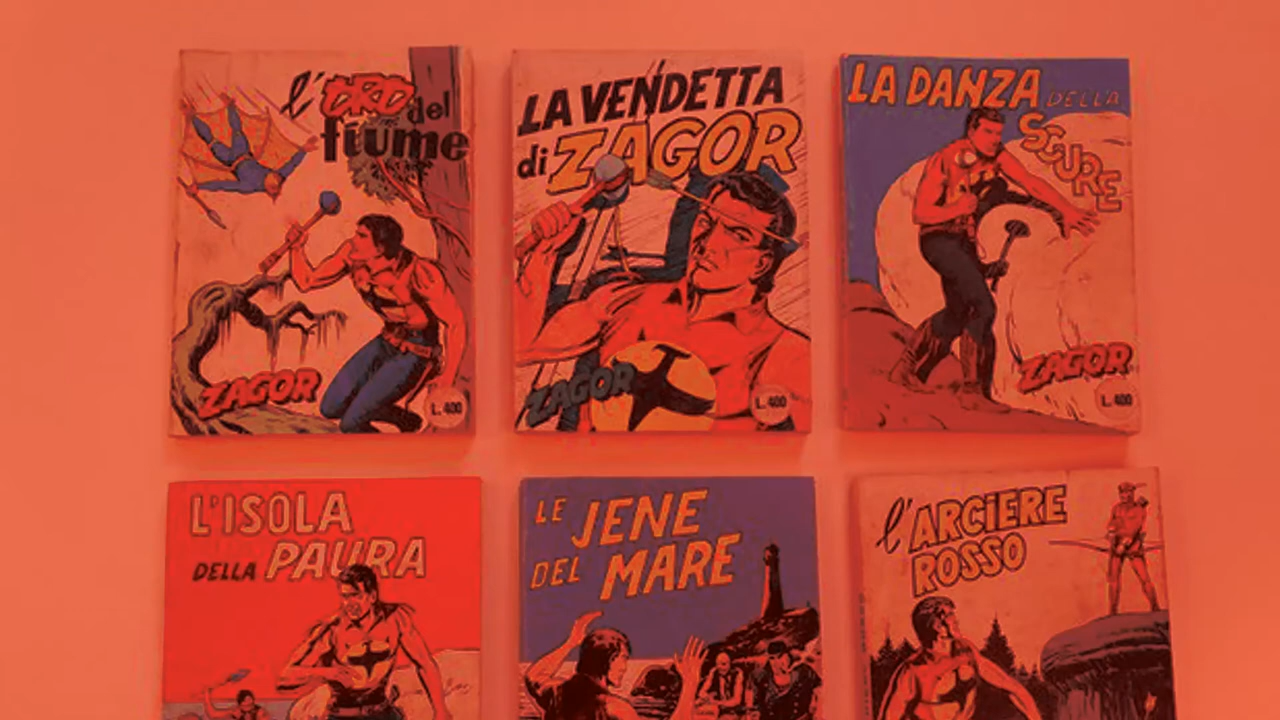 l'ORO del
fiume
ZAGOR
L. 400
LA VENDETTA
di ZAGOR
ZAGOR
L. 400
LA DANZA DELLA
SCURE
ZAGOR
L. 400
L'ISOLA
DELLA PAURA
LE JENE
DEL MARE
l'ARCIERE
ROSSO